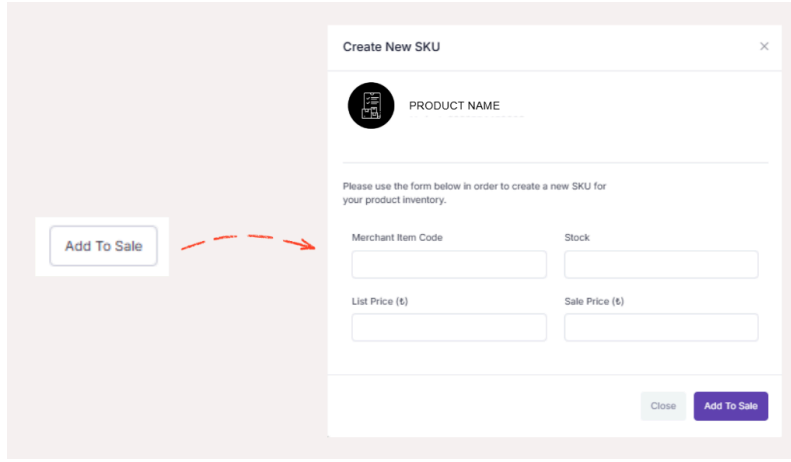 Create New SKU
PRODUCT NAME
Please use the form below in order to create a new SKU for
your product inventory.
Add To Sale
Merchant Item Code
Stock
List Price (₺)
Sale Price (₺)
Close
Add To Sale